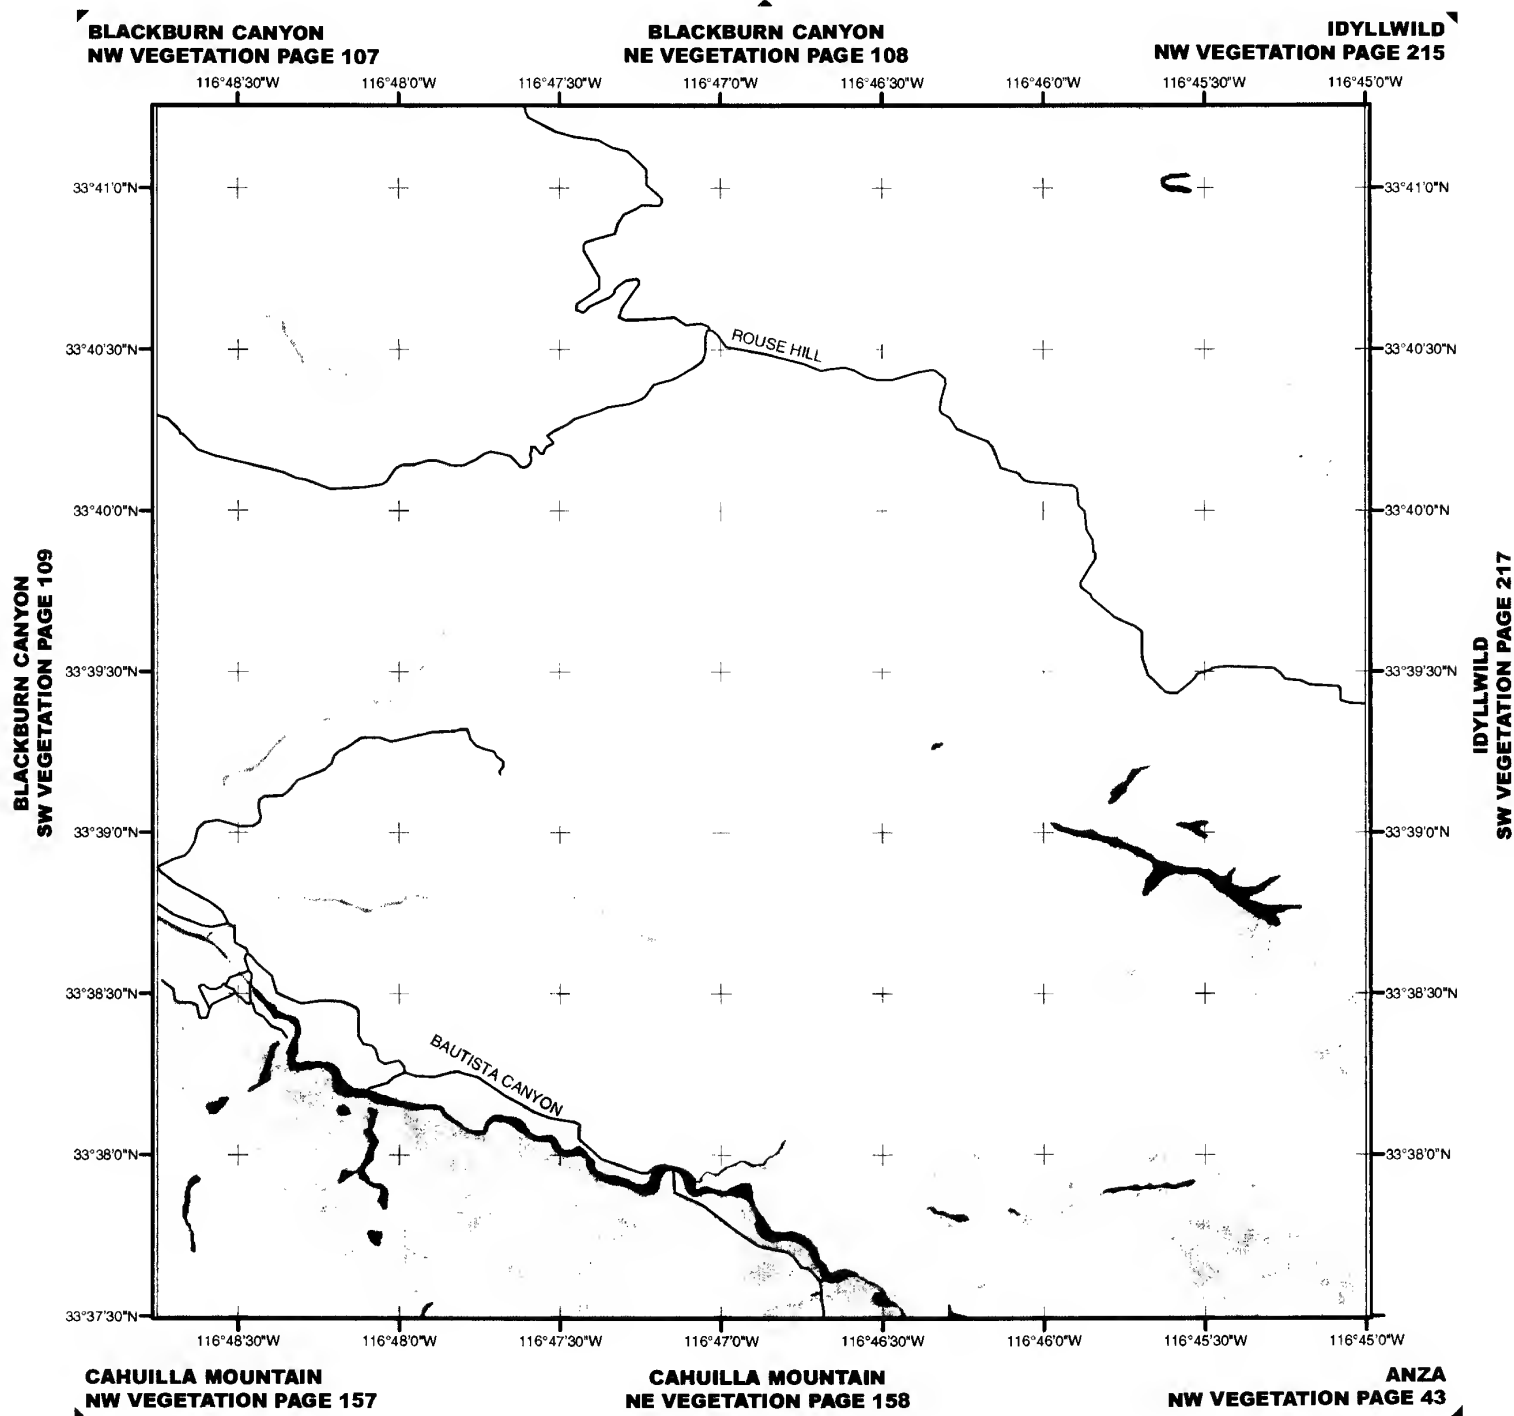 BLACKBURN CANYON
NW VEGETATION PAGE 107
BLACKBURN CANYON
NE VEGETATION PAGE 108
IDYLLWILD
NW VEGETATION PAGE 215
116°48'30"W 116°48'0"W 116°47'30"W 116°47'0"W 116°46'30"W 116°46'0"W 116°45'30"W 116°45'0"W
33°41'0"N 33°41'0"N
ROUSE HILL
33°40'30"N 33°40'30"N
33°40'0"N 33°40'0"N
BLACKBURN CANYON
SW VEGETATION PAGE 109
IDYLLWILD
SW VEGETATION PAGE 217
33°39'30"N 33°39'30"N
33°39'0"N 33°39'0"N
33°38'30"N 33°38'30"N
BAUTISTA CANYON
33°38'0"N 33°38'0"N
33°37'30"N
116°48'30"W 116°48'0"W 116°47'30"W 116°47'0"W 116°46'30"W 116°46'0"W 116°45'30"W 116°45'0"W
CAHUILLA MOUNTAIN
NW VEGETATION PAGE 157
CAHUILLA MOUNTAIN
NE VEGETATION PAGE 158
ANZA
NW VEGETATION PAGE 43